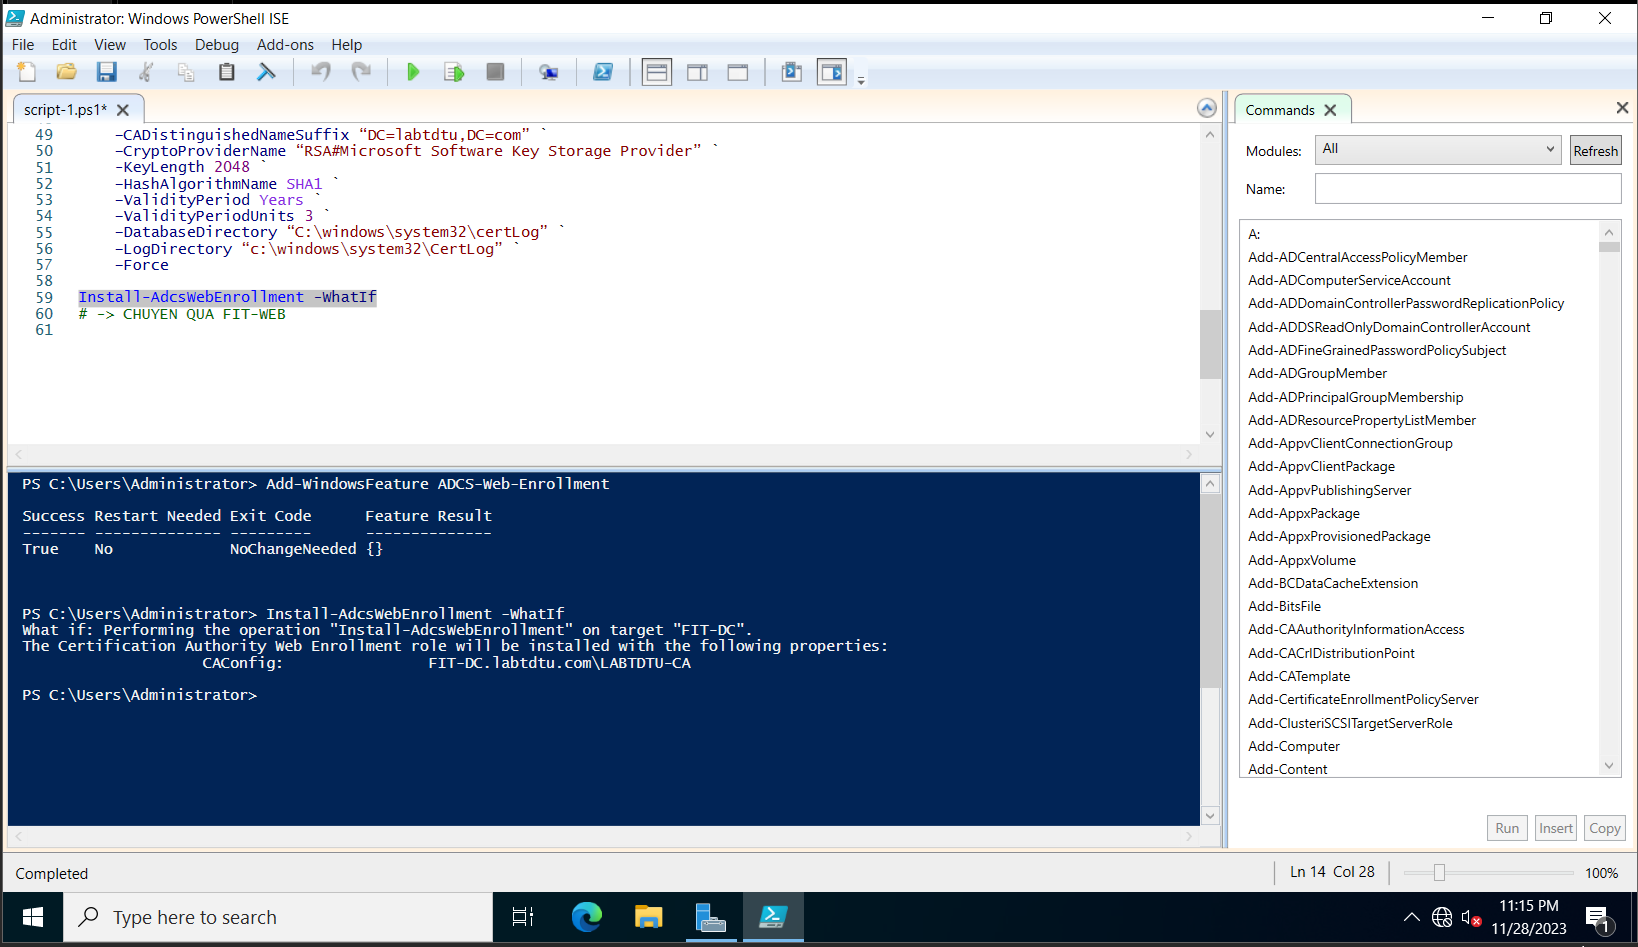 Administrator: Windows PowerShell ISE
File Edit View Tools Debug Add-ons Help
script-1.ps1*
49 -CADistinguishedNameSuffix “DC=labtdtu,DC=com” `
50 -CryptoProviderName “RSA#Microsoft Software Key Storage Provider” `
51 -KeyLength 2048 `
52 -HashAlgorithmName SHA1 `
53 -ValidityPeriod Years `
54 -ValidityPeriodUnits 3 `
55 -DatabaseDirectory “C:\windows\system32\certLog” `
56 -LogDirectory “c:\windows\system32\CertLog” `
57 -Force
58
59 Install-AdcsWebEnrollment -WhatIf
60 # -> CHUYEN QUA FIT-WEB
61
PS C:\Users\Administrator> Add-WindowsFeature ADCS-Web-Enrollment
Success Restart Needed Exit Code      Feature Result
------- -------------- ---------      --------------
True    No             NoChangeNeeded {}
PS C:\Users\Administrator> Install-AdcsWebEnrollment -WhatIf
What if: Performing the operation "Install-AdcsWebEnrollment" on target "FIT-DC".
The Certification Authority Web Enrollment role will be installed with the following properties:
CAConfig:                FIT-DC.labtdtu.com\LABTDTU-CA
PS C:\Users\Administrator>
Commands
Modules: All Refresh
Name:
A:
Add-ADCentralAccessPolicyMember
Add-ADComputerServiceAccount
Add-ADDomainControllerPasswordReplicationPolicy
Add-ADDSReadOnlyDomainControllerAccount
Add-ADFineGrainedPasswordPolicySubject
Add-ADGroupMember
Add-ADPrincipalGroupMembership
Add-ADResourcePropertyListMember
Add-AppvClientConnectionGroup
Add-AppvClientPackage
Add-AppvPublishingServer
Add-AppxPackage
Add-AppxProvisionedPackage
Add-AppxVolume
Add-BCDataCacheExtension
Add-BitsFile
Add-CAAuthorityInformationAccess
Add-CACrlDistributionPoint
Add-CATemplate
Add-CertificateEnrollmentPolicyServer
Add-ClusteriSCSITargetServerRole
Add-Computer
Add-Content
Run Insert Copy
Completed
Ln 14 Col 28
100%
Type here to search
11:15 PM
11/28/2023
1